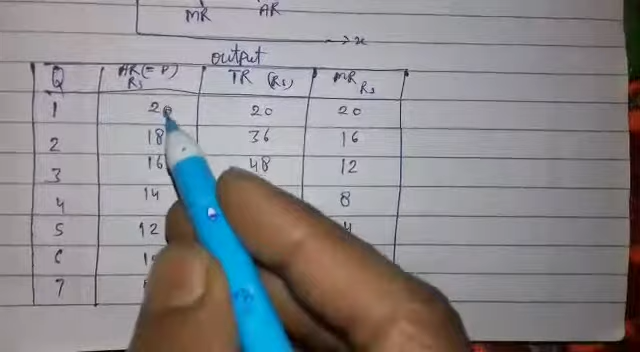 MR AR
x
output
Q AR(= P) Rs TR (Rs) MR Rs
1 20 20 20
2 18 36 16
3 16 48 12
4 14 8
5 12 4
6
7